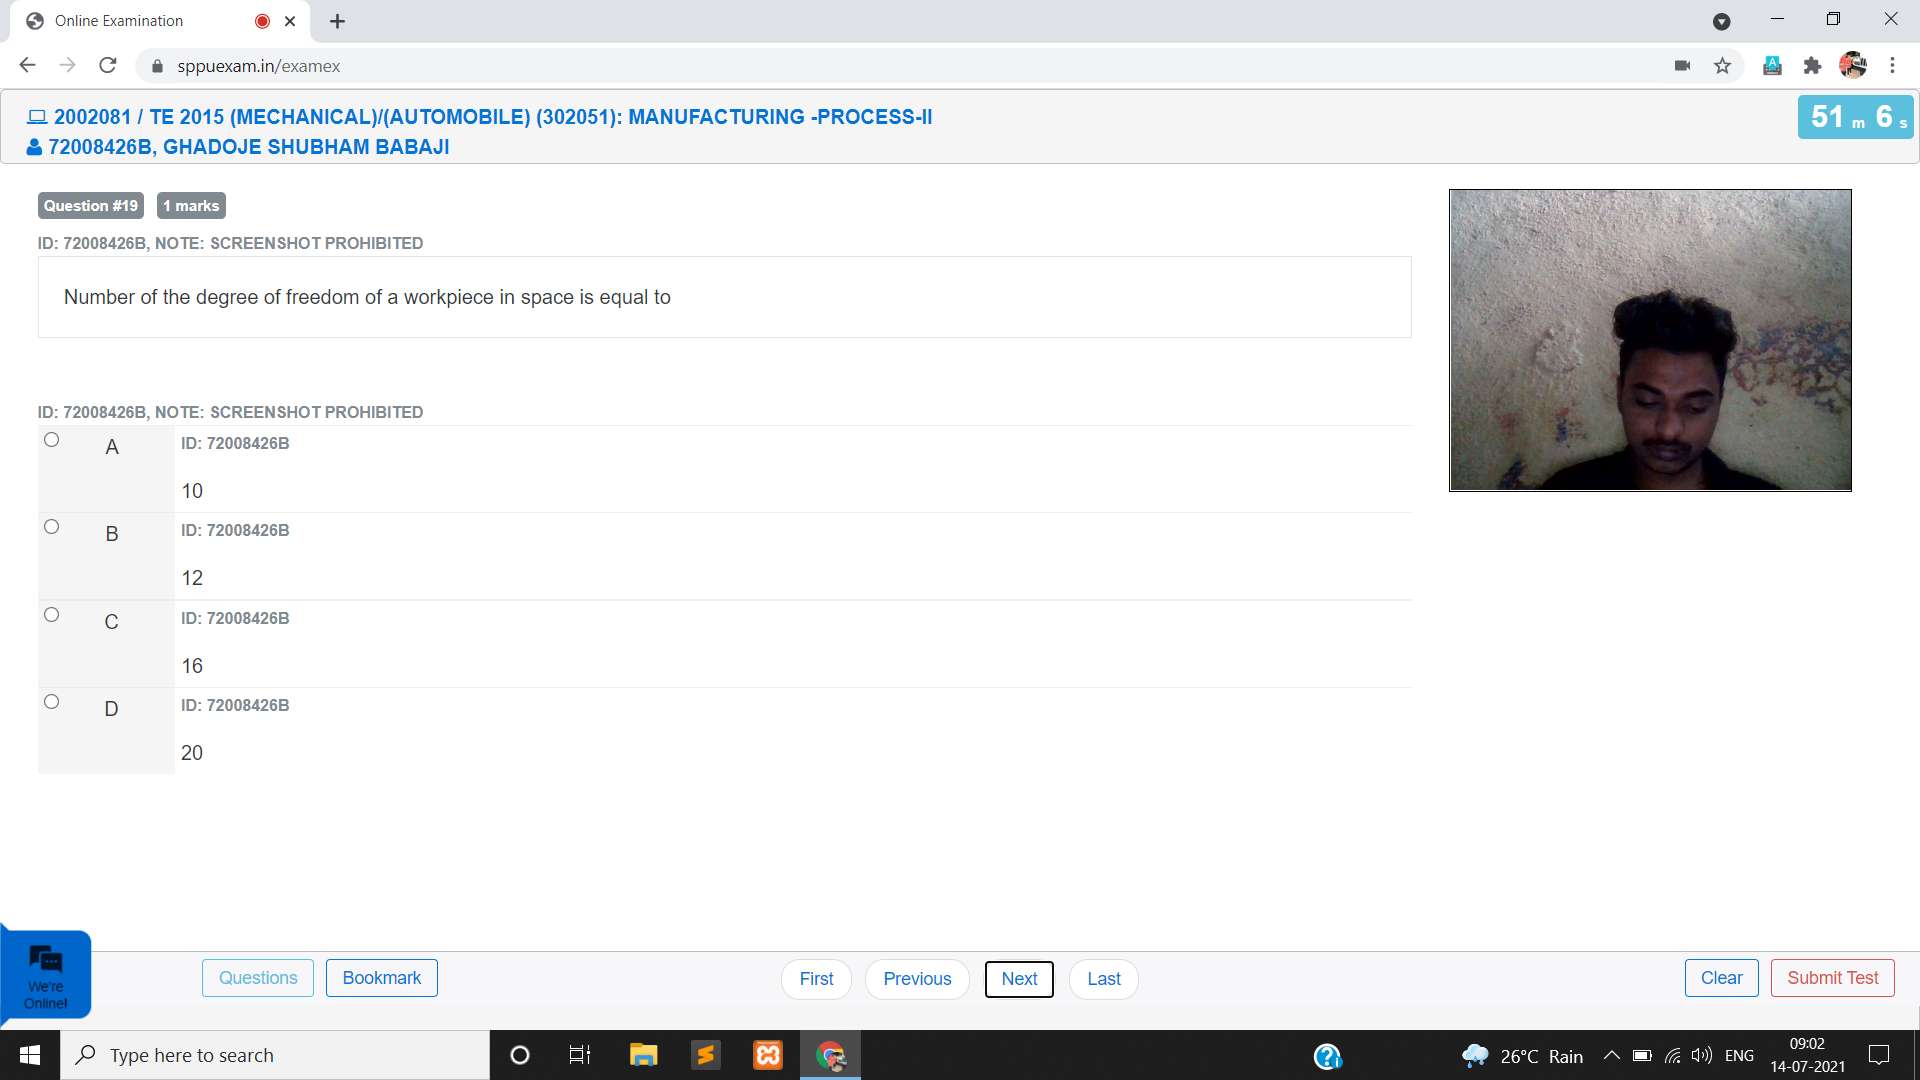 Online Examination
sppuexam.in/examex
2002081 / TE 2015 (MECHANICAL)/(AUTOMOBILE) (302051): MANUFACTURING -PROCESS-II
51 m 6 s
72008426B, GHADOJE SHUBHAM BABAJI
Question #19 1 marks
ID: 72008426B, NOTE: SCREENSHOT PROHIBITED
Number of the degree of freedom of a workpiece in space is equal to
ID: 72008426B, NOTE: SCREENSHOT PROHIBITED
A ID: 72008426B
10
B ID: 72008426B
12
C ID: 72008426B
16
D ID: 72008426B
20
We're
Online!
Questions Bookmark First Previous Next Last Clear Submit Test
Type here to search
26°C Rain
ENG
09:02
14-07-2021